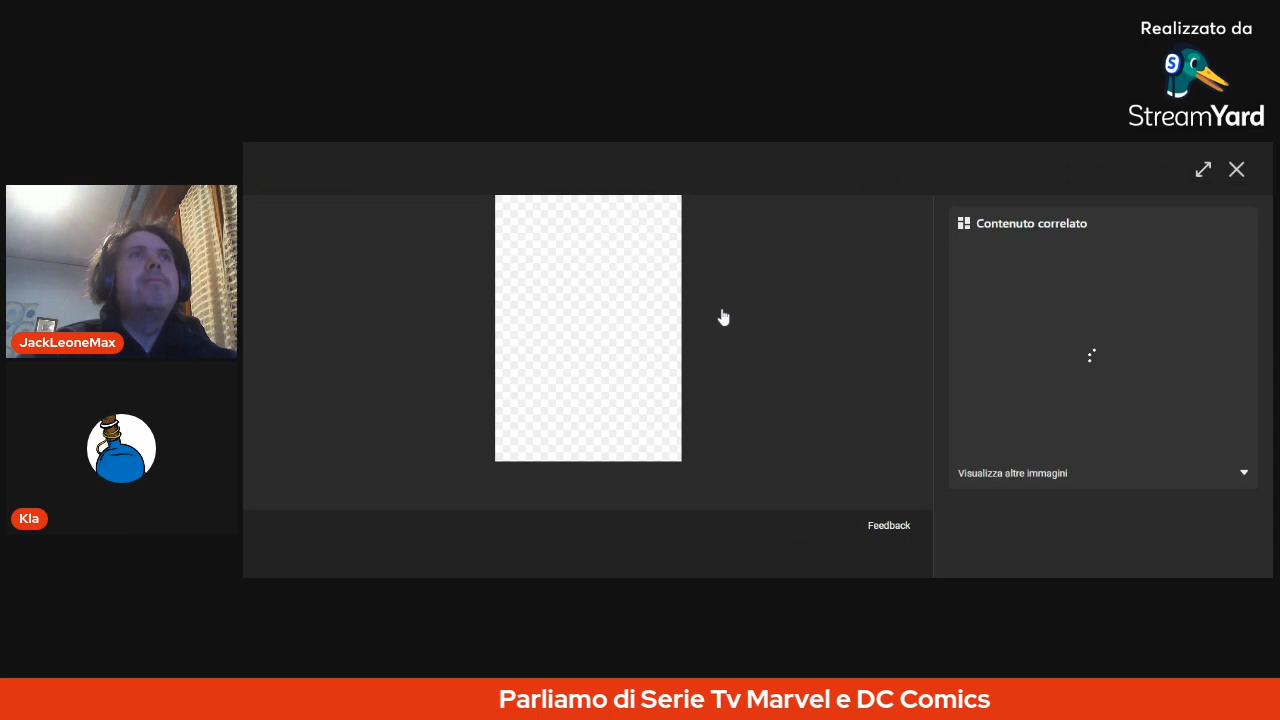 Realizzato da
S
StreamYard
Contenuto correlato
JackLeoneMax
Visualizza altre immagini
Kla
Feedback
Parliamo di Serie Tv Marvel e DC Comics